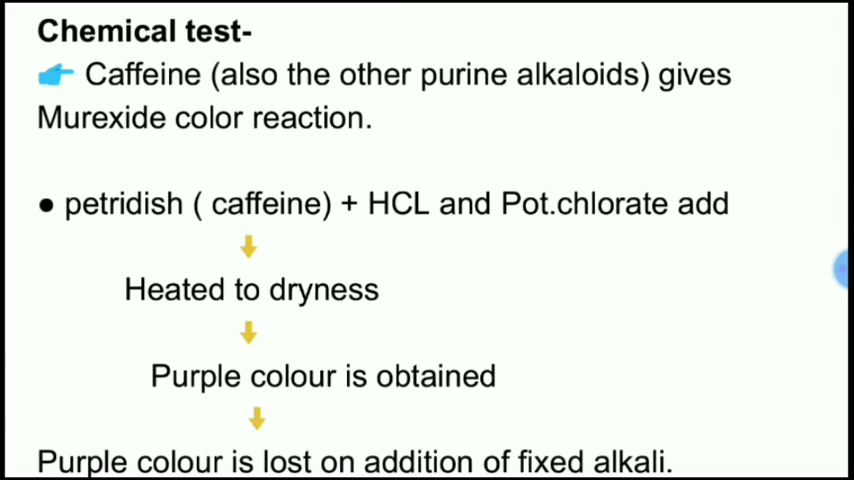 Chemical test-
👉 Caffeine (also the other purine alkaloids) gives
Murexide color reaction.
● petridish ( caffeine) + HCL and Pot.chlorate add
Heated to dryness
Purple colour is obtained
Purple colour is lost on addition of fixed alkali.